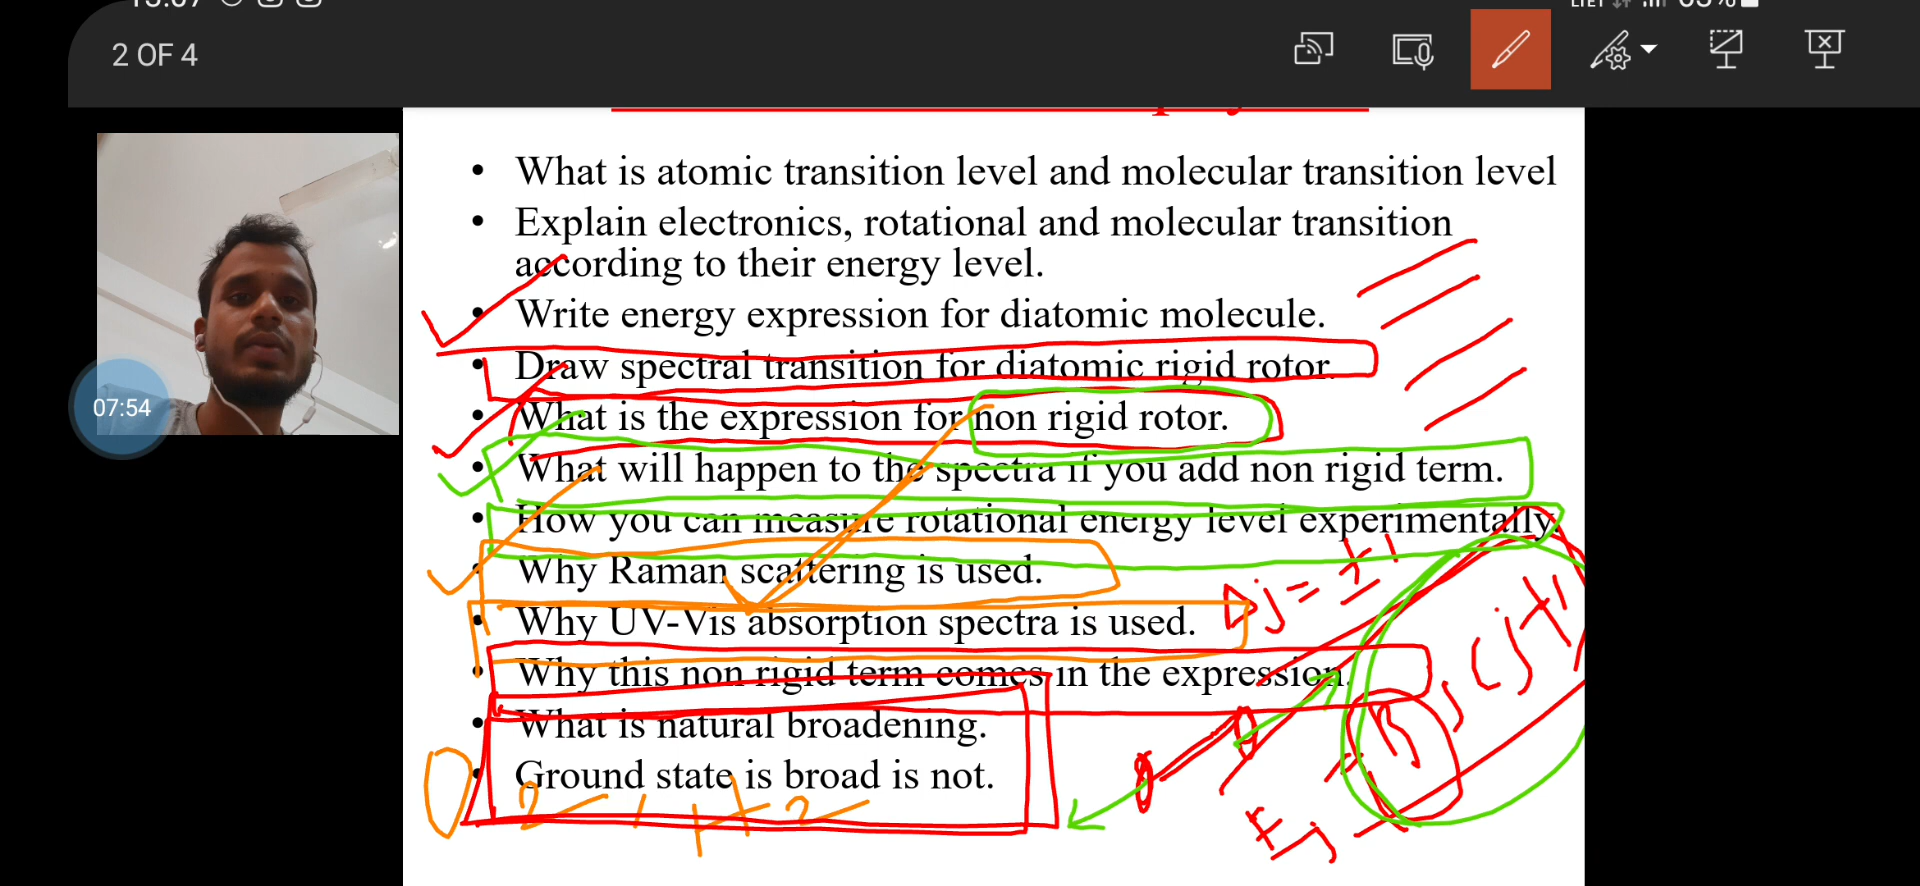 2 OF 4
07:54
• What is atomic transition level and molecular transition level
• Explain electronics, rotational and molecular transition
according to their energy level.
• Write energy expression for diatomic molecule.
• Draw spectral transition for diatomic rigid rotor.
• What is the expression for non rigid rotor.
• What will happen to the spectra if you add non rigid term.
• How you can measure rotational energy level experimentally.
• Why Raman scattering is used.
• Why UV-Vis absorption spectra is used.
• Why this non rigid term comes in the expression.
• What is natural broadening.
• Ground state is broad is not.
Δj = ±1